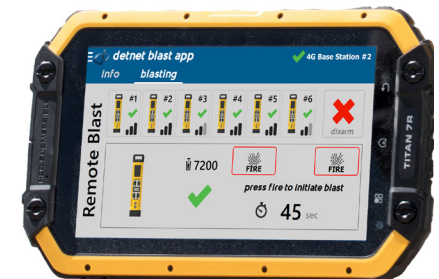 detnet blast app
4G Base Station #2
Info blasting
Remote Blast
#1 #2 #3 #4 #5 #6
disarm
7200 FIRE FIRE
press fire to initiate blast
45 sec
TITAN 7R